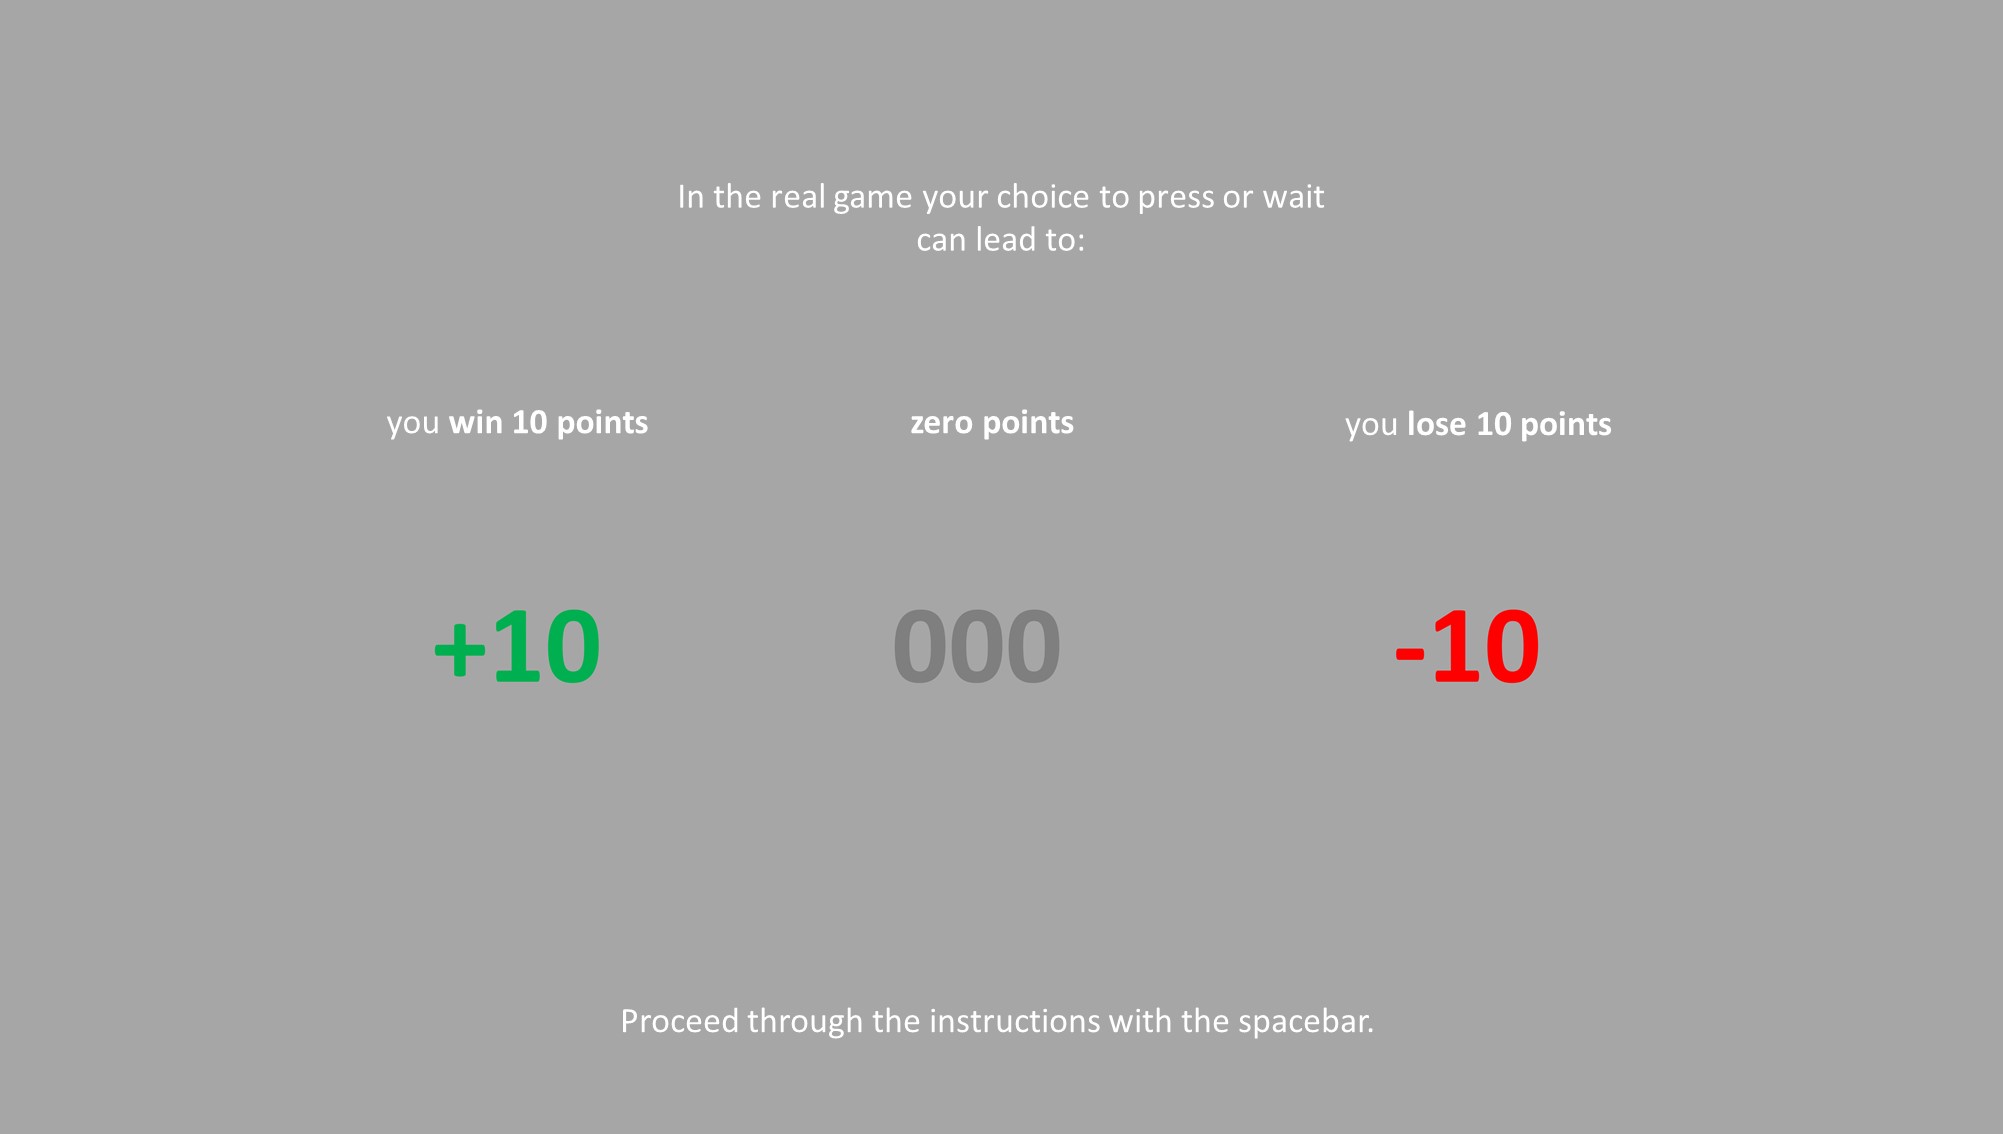 In the real game your choice to press or wait
can lead to:
you win 10 points
zero points
you lose 10 points
+10
000
-10
Proceed through the instructions with the spacebar.